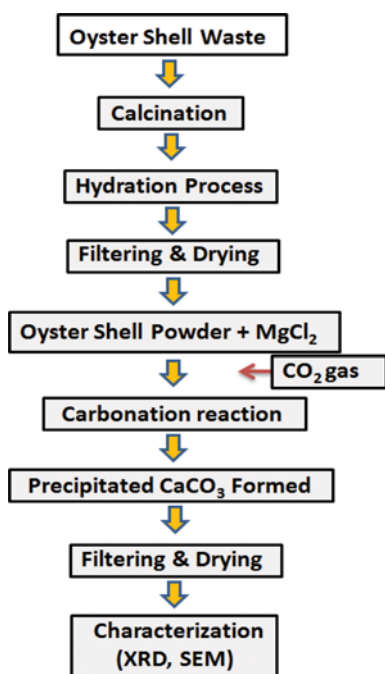 Oyster Shell Waste
Calcination
Hydration Process
Filtering & Drying
Oyster Shell Powder + MgCl₂
CO₂ gas
Carbonation reaction
Precipitated CaCO₃ Formed
Filtering & Drying
Characterization
(XRD, SEM)